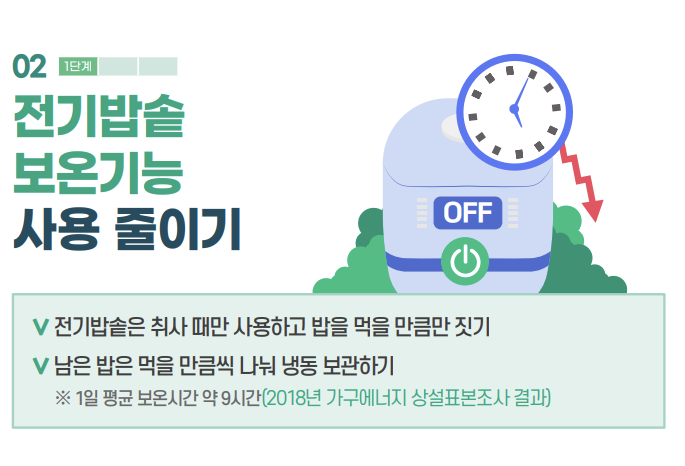 02 1단계
전기밥솥
보온기능
사용 줄이기
OFF
V 전기밥솥은 취사 때만 사용하고 밥을 먹을 만큼만 짓기
V 남은 밥은 먹을 만큼씩 나눠 냉동 보관하기
※ 1일 평균 보온시간 약 9시간(2018년 가구에너지 상설표본조사 결과)